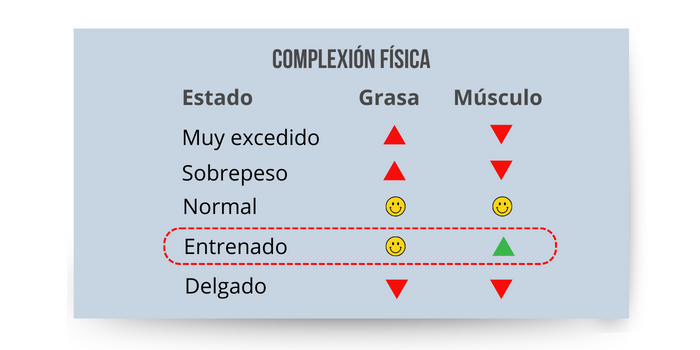 COMPLEXIÓN FÍSICA
Estado Grasa Músculo
Muy excedido
Sobrepeso
Normal
Entrenado
Delgado